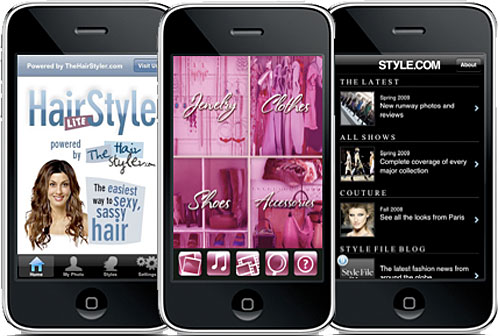 Powered by TheHairStyler.com
Visit Us
HairStyle
LITE
powered
by
The Hair
Styler.com
The easiest
way to sexy,
sassy
hair
Home
My Photo
Styles
Settings
Jewelry
Clothes
Shoes
Accessories
?
STYLE.COM
About
THE LATEST
Spring 2009
New runway photos and
reviews
ALL SHOWS
Spring 2009
Complete coverage of every
major collection
COUTURE
Fall 2008
See all the looks from Paris
STYLE FILE BLOG
Style File
The latest fashion news from
around the globe